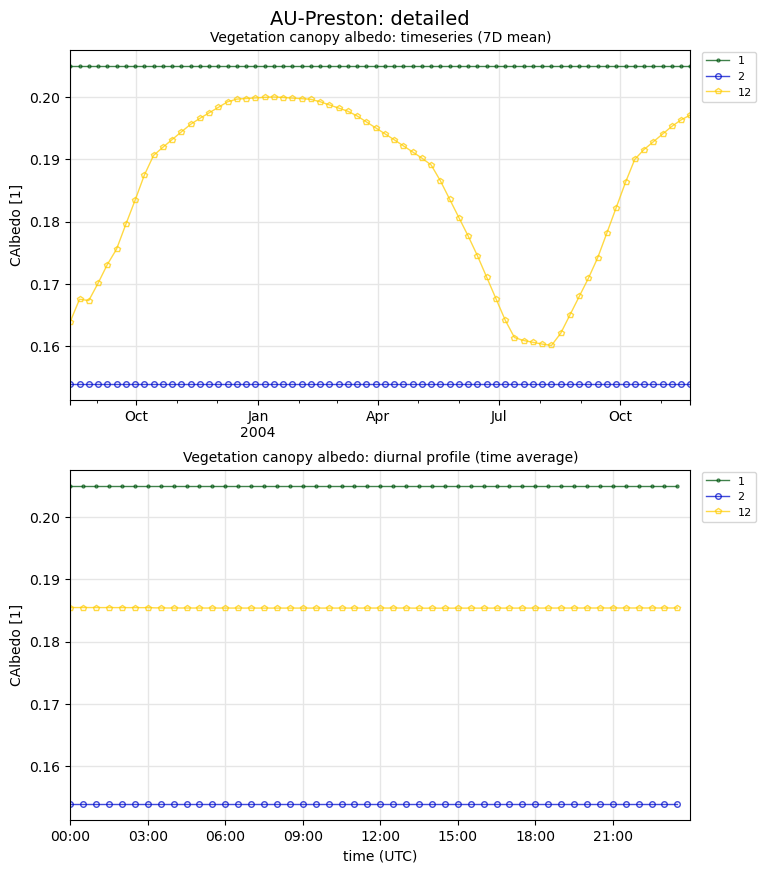 AU-Preston: detailed
Vegetation canopy albedo: timeseries (7D mean)
1
2
12
0.20
0.19
0.18
0.17
0.16
CAlbedo [1]
Oct
Jan
2004
Apr
Jul
Oct
Vegetation canopy albedo: diurnal profile (time average)
1
2
12
0.20
0.19
0.18
0.17
0.16
CAlbedo [1]
00:00
03:00
06:00
09:00
12:00
15:00
18:00
21:00
time (UTC)